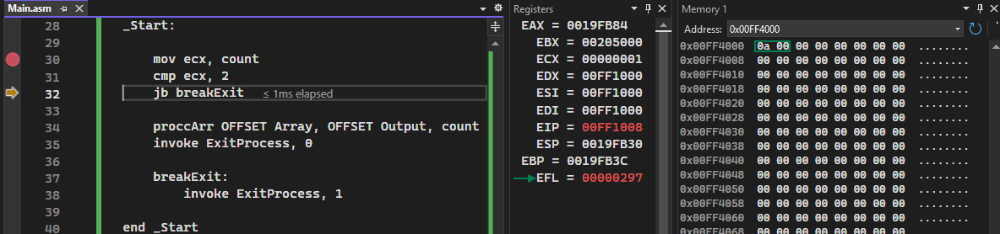 Main.asm
28 _Start:
29
30 mov ecx, count
31 cmp ecx, 2
32 jb breakExit ≤ 1ms elapsed
33
34 proccArr OFFSET Array, OFFSET Output, count
35 invoke ExitProcess, 0
36
37 breakExit:
38 invoke ExitProcess, 1
39
40 end _Start
Registers
EAX = 0019FB84
EBX = 00205000
ECX = 00000001
EDX = 00FF1000
ESI = 00FF1000
EDI = 00FF1000
EIP = 00FF1008
ESP = 0019FB30
EBP = 0019FB3C
EFL = 00000297
Memory 1
Address: 0x00FF4000
0x00FF4000 0a 00 00 00 00 00 00 00 ........
0x00FF4008 00 00 00 00 00 00 00 00 ........
0x00FF4010 00 00 00 00 00 00 00 00 ........
0x00FF4018 00 00 00 00 00 00 00 00 ........
0x00FF4020 00 00 00 00 00 00 00 00 ........
0x00FF4028 00 00 00 00 00 00 00 00 ........
0x00FF4030 00 00 00 00 00 00 00 00 ........
0x00FF4038 00 00 00 00 00 00 00 00 ........
0x00FF4040 00 00 00 00 00 00 00 00 ........
0x00FF4048 00 00 00 00 00 00 00 00 ........
0x00FF4050 00 00 00 00 00 00 00 00 ........
0x00FF4058 00 00 00 00 00 00 00 00 ........
0x00FF4060 00 00 00 00 00 00 00 00 ........
0x00FF4068 00 00 00 00 00 00 00 00 ........